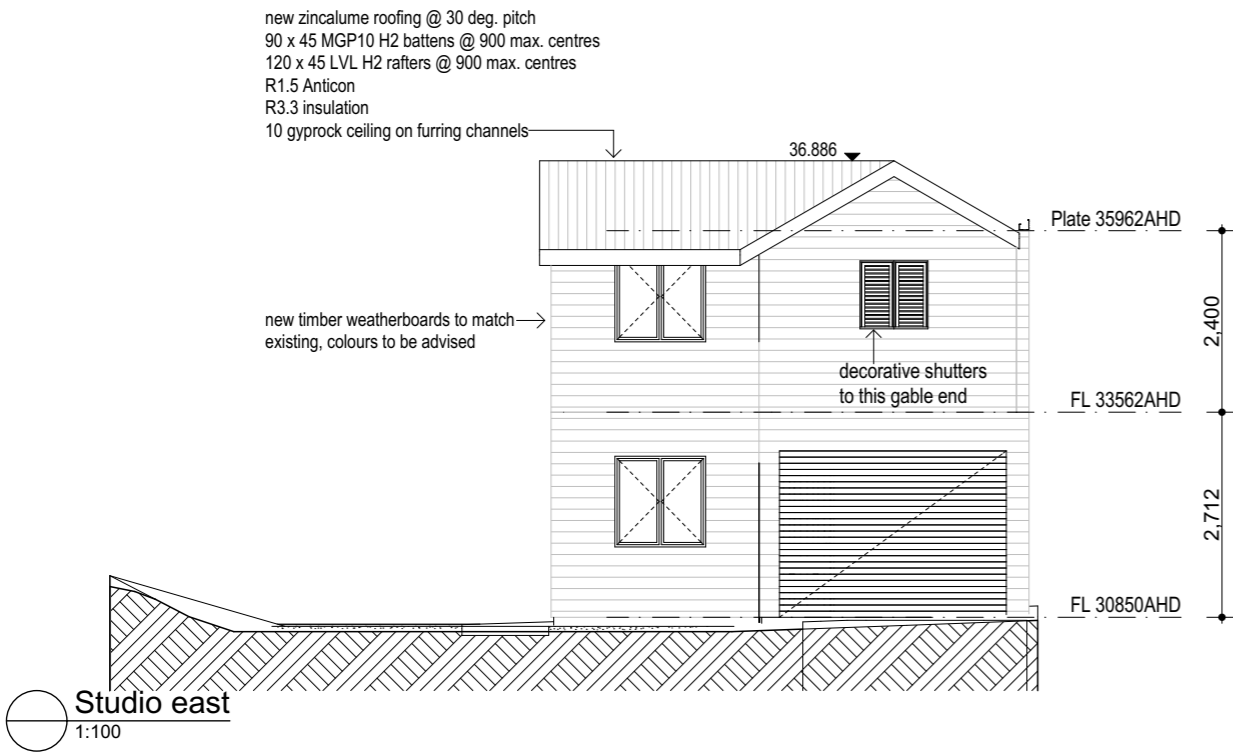 new zincalume roofing @ 30 deg. pitch
90 x 45 MGP10 H2 battens @ 900 max. centres
120 x 45 LVL H2 rafters @ 900 max. centres
R1.5 Anticon
R3.3 insulation
10 gyprock ceiling on furring channels
36.886
Plate 35962AHD
new timber weatherboards to match
existing, colours to be advised
2,400
decorative shutters
to this gable end
FL 33562AHD
2,712
FL 30850AHD
Studio east
1:100